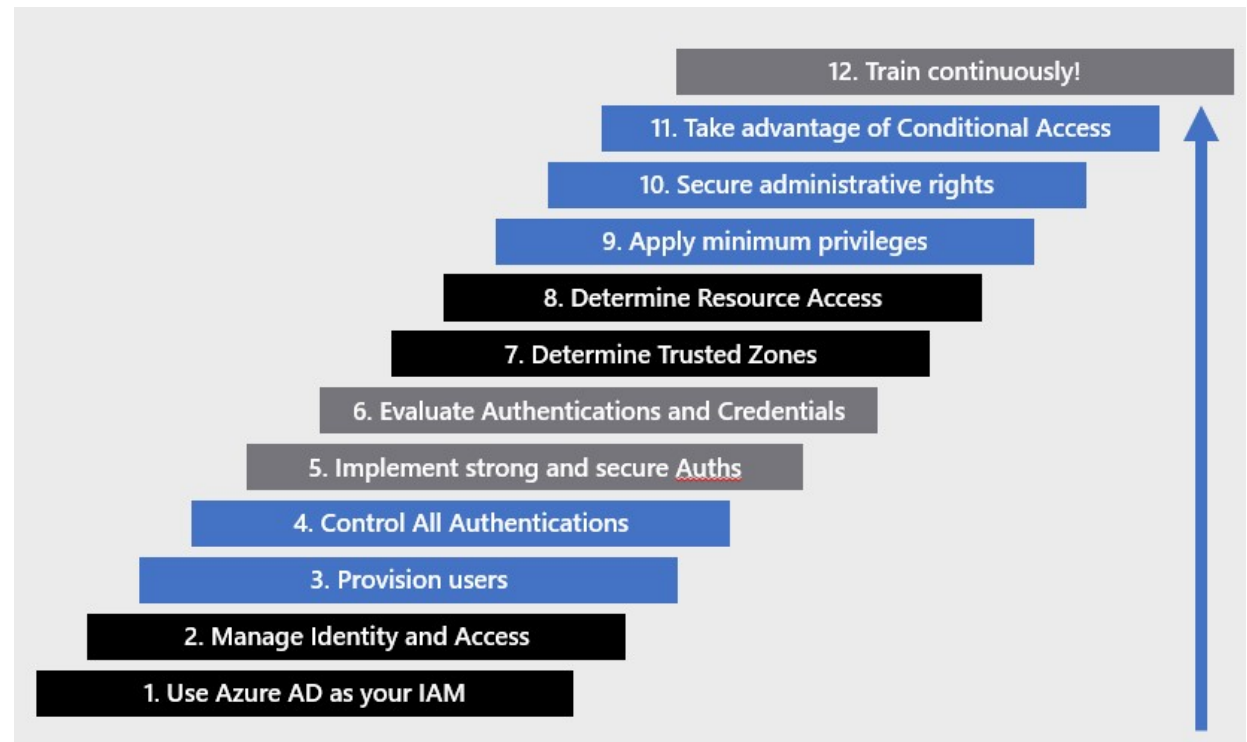 12. Train continuously!
11. Take advantage of Conditional Access
10. Secure administrative rights
9. Apply minimum privileges
8. Determine Resource Access
7. Determine Trusted Zones
6. Evaluate Authentications and Credentials
5. Implement strong and secure Auths
4. Control All Authentications
3. Provision users
2. Manage Identity and Access
1. Use Azure AD as your IAM